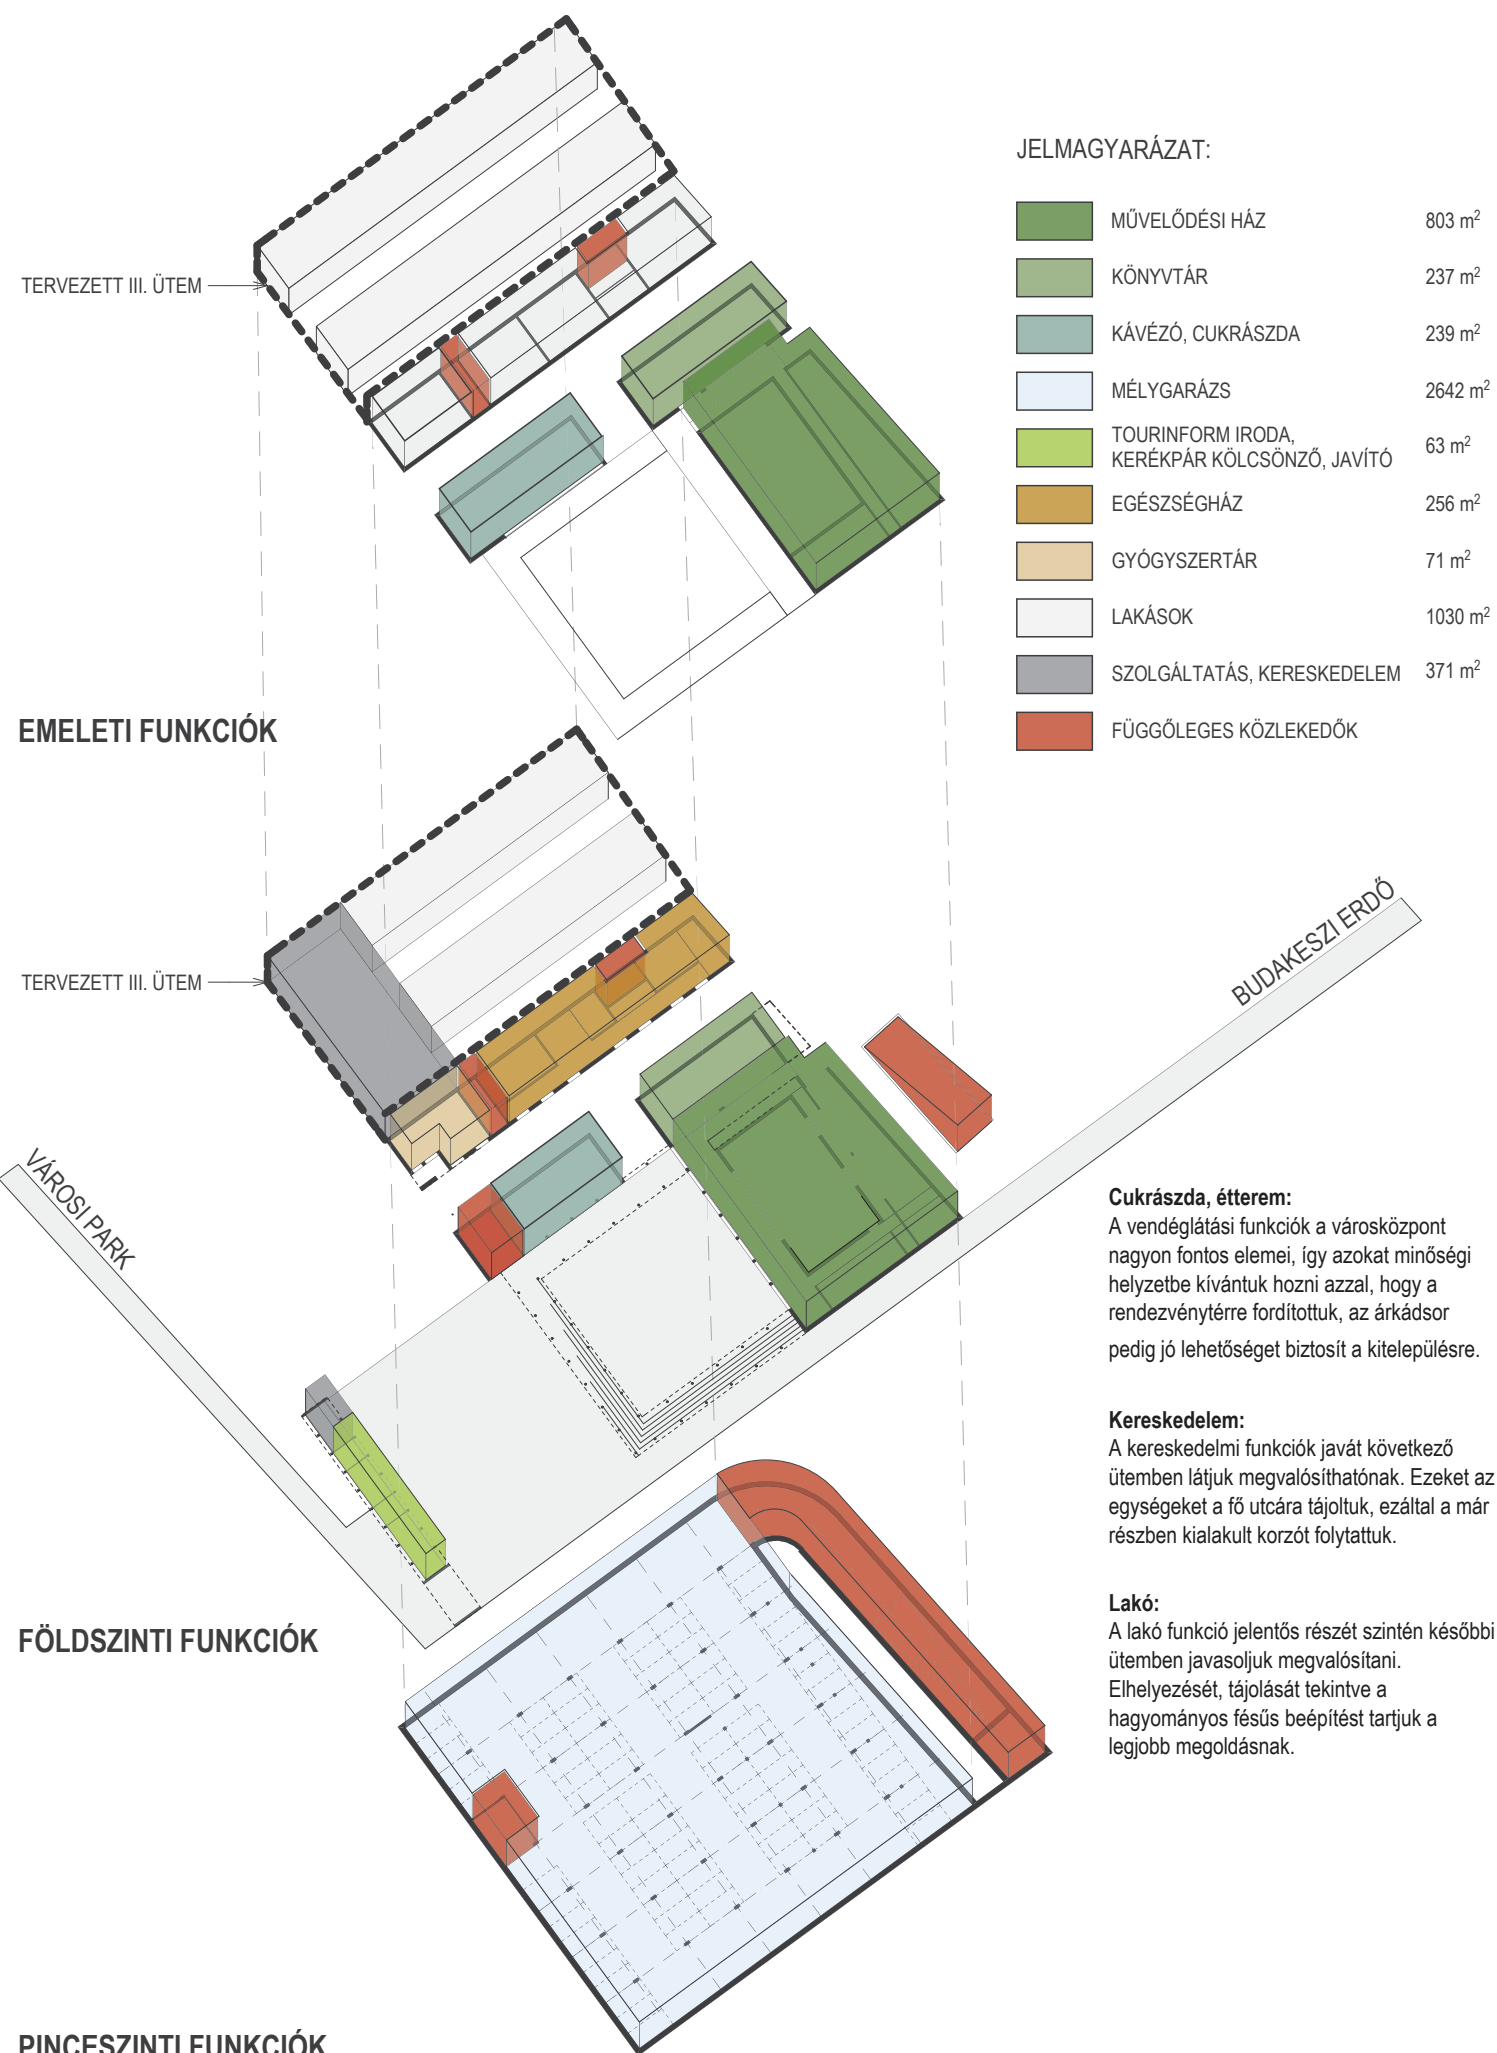 JELMAGYARÁZAT:
MŰVELŐDÉSI HÁZ 803 m²
KÖNYVTÁR 237 m²
TERVEZETT III. ÜTEM
KÁVÉZÓ, CUKRÁSZDA 239 m²
MÉLYGARÁZS 2642 m²
TOURINFORM IRODA,
KERÉKPÁR KÖLCSÖNZŐ, JAVÍTÓ 63 m²
EGÉSZSÉGHÁZ 256 m²
GYÓGYSZERTÁR 71 m²
LAKÁSOK 1030 m²
SZOLGÁLTATÁS, KERESKEDELEM 371 m²
FÜGGŐLEGES KÖZLEKEDŐK
EMELETI FUNKCIÓK
BUDAKESZI ERDŐ
TERVEZETT III. ÜTEM
VÁROSI PARK
Cukrászda, étterem:
A vendéglátási funkciók a városközpont
nagyon fontos elemei, így azokat minőségi
helyzetbe kívántuk hozni azzal, hogy a
rendezvénytérre fordítottuk, az árkádsor
pedig jó lehetőséget biztosít a kitelepülésre.
Kereskedelem:
A kereskedelmi funkciók javát következő
ütemben látjuk megvalósíthatónak. Ezeket az
egységeket a fő utcára tájoltuk, ezáltal a már
részben kialakult korzót folytattuk.
Lakó:
A lakó funkció jelentős részét szintén későbbi
ütemben javasoljuk megvalósítani.
Elhelyezését, tájolását tekintve a
hagyományos fésűs beépítést tartjuk a
legjobb megoldásnak.
FÖLDSZINTI FUNKCIÓK
PINCESZINTI FUNKCIÓK